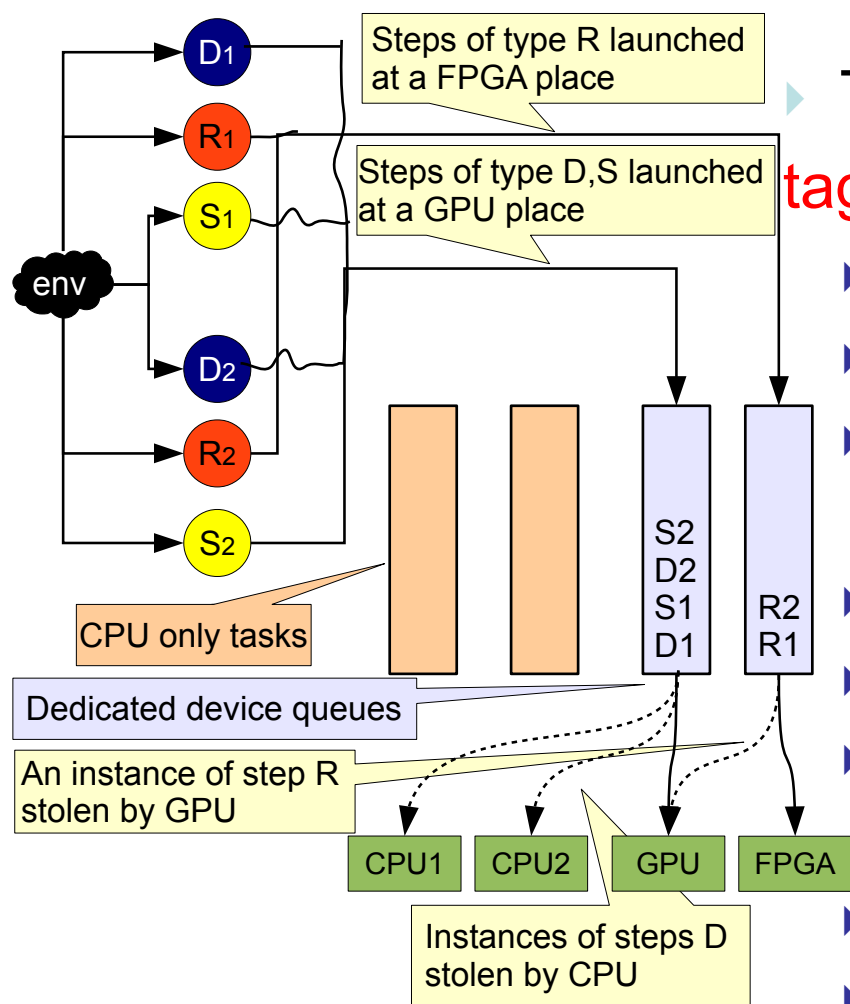 D1
Steps of type R launched
at a FPGA place
R1
Steps of type D,S launched
at a GPU place
tag
S1
env
D2
R2
S2
S2
D2
S1
D1
R2
R1
CPU only tasks
Dedicated device queues
An instance of step R
stolen by GPU
CPU1
CPU2
GPU
FPGA
Instances of steps D
stolen by CPU